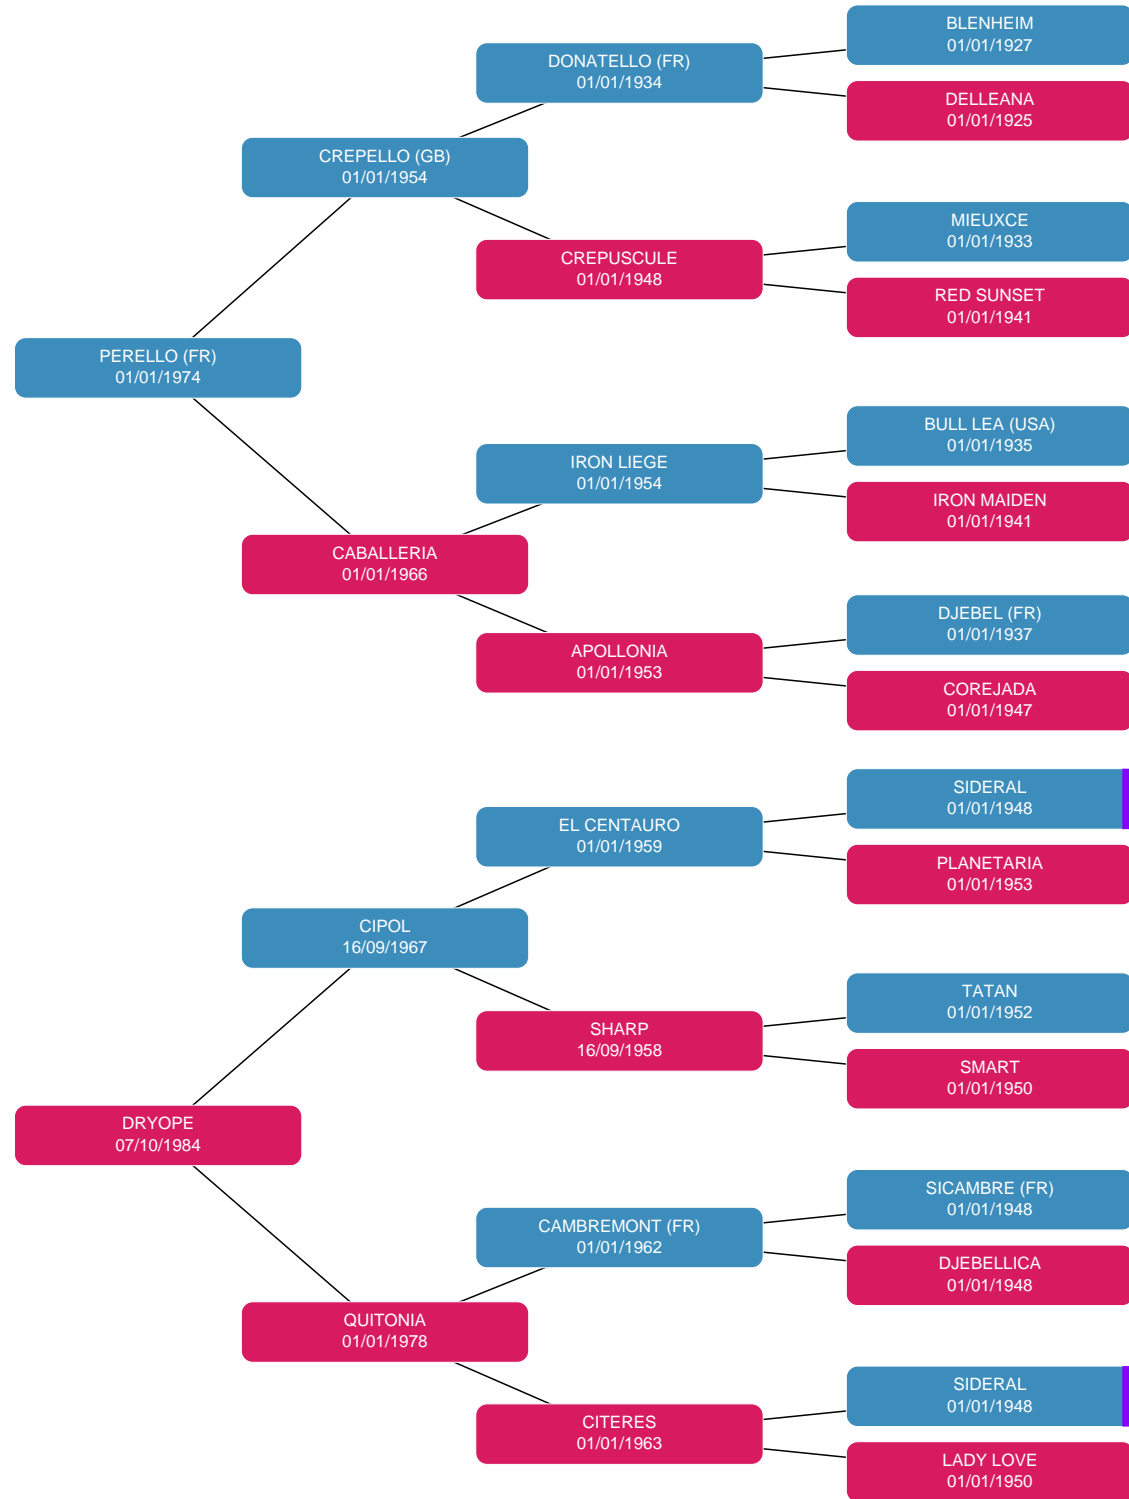 BLENHEIM
01/01/1927
DONATELLO (FR)
01/01/1934
DELLEANA
01/01/1925
CREPELLO (GB)
01/01/1954
MIEUXCE
01/01/1933
CREPUSCULE
01/01/1948
RED SUNSET
01/01/1941
PERELLO (FR)
01/01/1974
BULL LEA (USA)
01/01/1935
IRON LIEGE
01/01/1954
IRON MAIDEN
01/01/1941
CABALLERIA
01/01/1966
DJEBEL (FR)
01/01/1937
APOLLONIA
01/01/1953
COREJADA
01/01/1947
SIDERAL
01/01/1948
EL CENTAURO
01/01/1959
PLANETARIA
01/01/1953
CIPOL
16/09/1967
TATAN
01/01/1952
SHARP
16/09/1958
SMART
01/01/1950
DRYOPE
07/10/1984
SICAMBRE (FR)
01/01/1948
CAMBREMONT (FR)
01/01/1962
DJEBELLICA
01/01/1948
QUITONIA
01/01/1978
SIDERAL
01/01/1948
CITERES
01/01/1963
LADY LOVE
01/01/1950